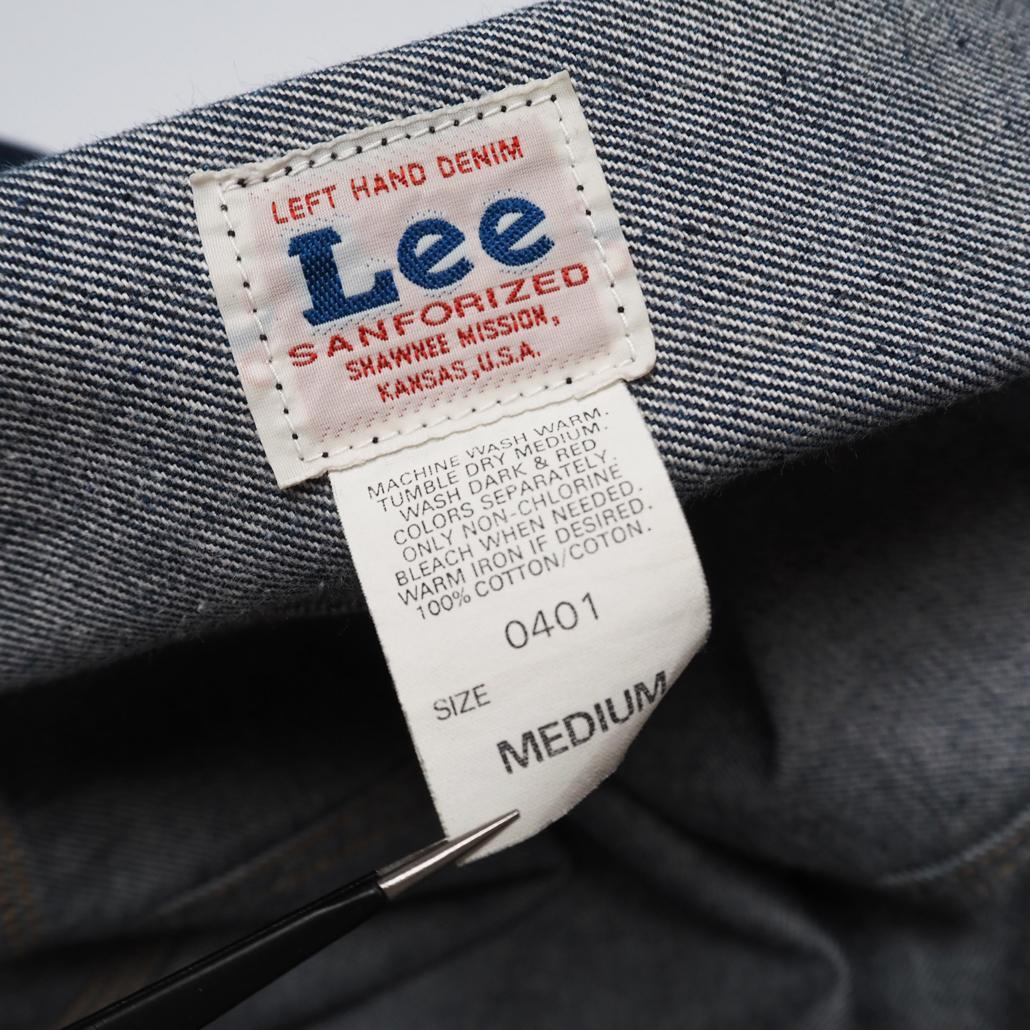 LEFT HAND DENIM
Lee
SANFORIZED
SHAWNEE MISSION,
KANSAS, U.S.A.
MACHINE WASH WARM.
TUMBLE DRY MEDIUM.
WASH DARK & RED
COLORS SEPARATELY.
ONLY NON-CHLORINE
BLEACH WHEN NEEDED.
WARM IRON IF DESIRED.
100% COTTON/COTON.
0401
SIZE
MEDIUM